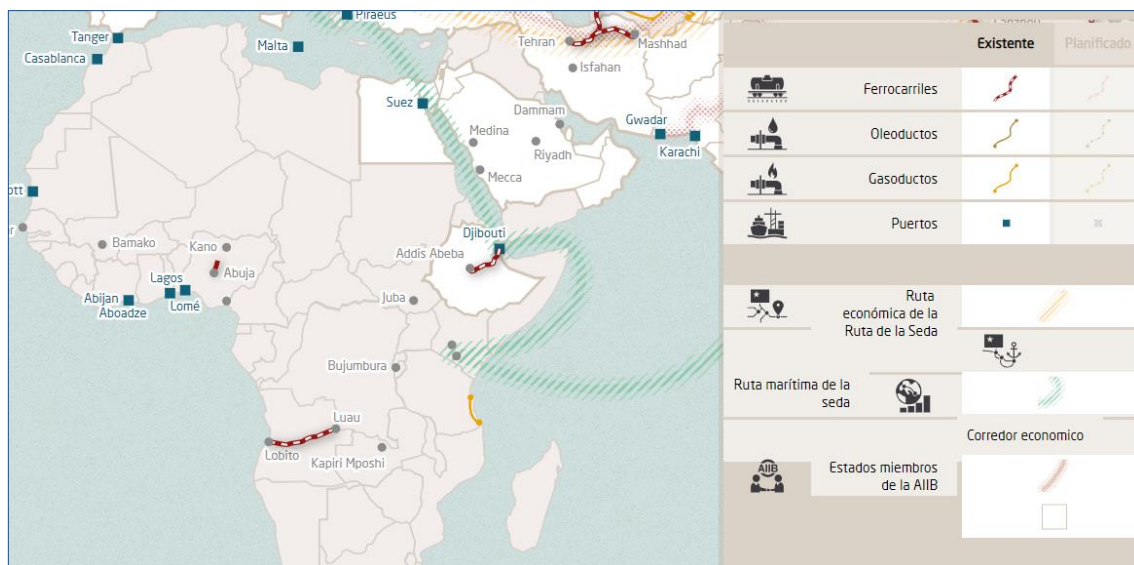 Piraeus
Tanger
Malta
Casablanca
Tehran
Mashhad
Isfahan
Suez
Dammam
Medina
Gwadar
Riyadh
Karachi
Mecca
ott
Djibouti
Bamako
Kano
Addis Abeba
Abuja
Lagos
Abijan
Lomé
Aboadze
Juba
Bujumbura
Luau
Lobito
Kapiri Mposhi
Existente Planificado
Ferrocarriles
Oleoductos
Gasoductos
Puertos
Ruta
económica de la
Ruta de la Seda
Ruta marítima de la
seda
Corredor economico
AIIB
Estados miembros
de la AIIB